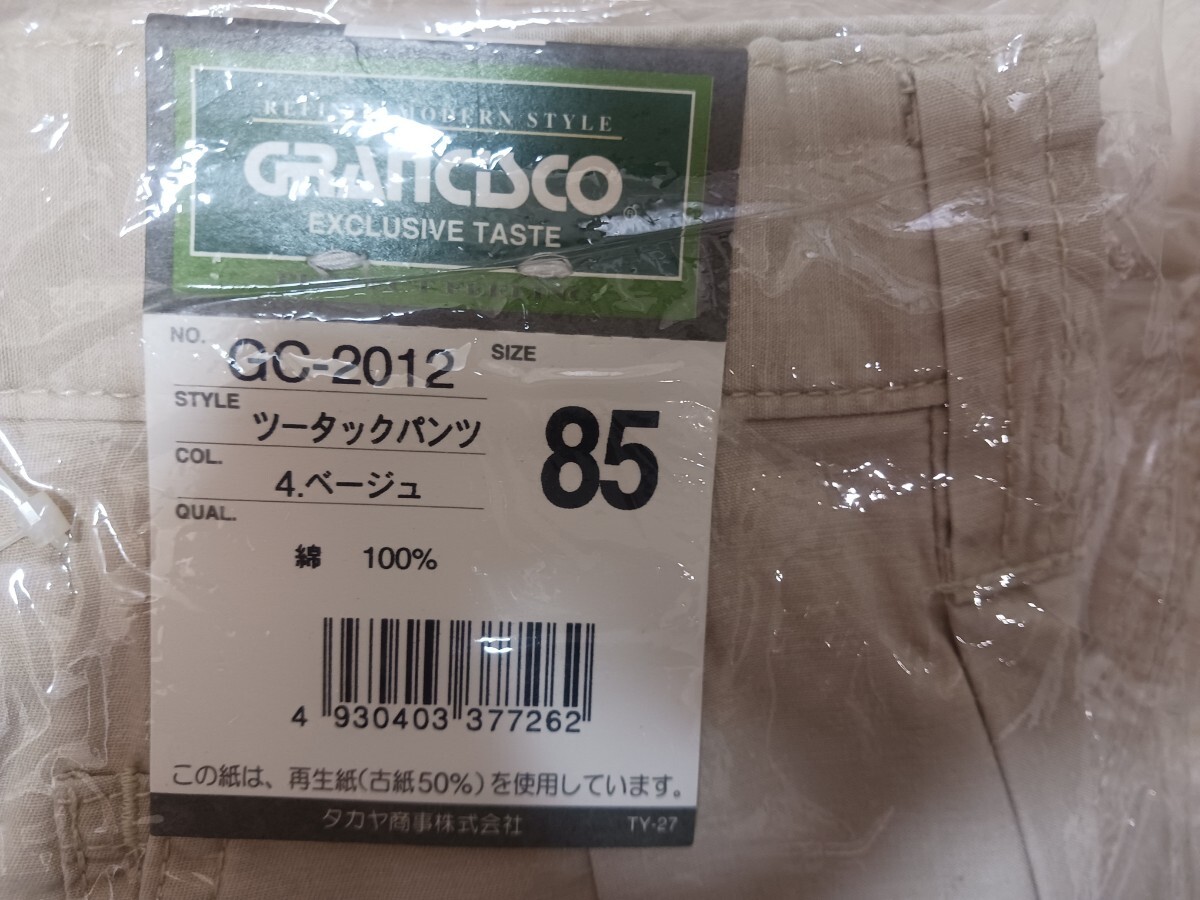 MODERN STYLE
GRANCISCO
®
EXCLUSIVE TASTE
NO. GC-2012
SIZE
STYLE ツータックパンツ
85
COL. 4.ベージュ
QUAL.
綿 100%
4 930403 377262
この紙は、再生紙(古紙50%)を使用しています。
タカヤ商事株式会社 TY-27